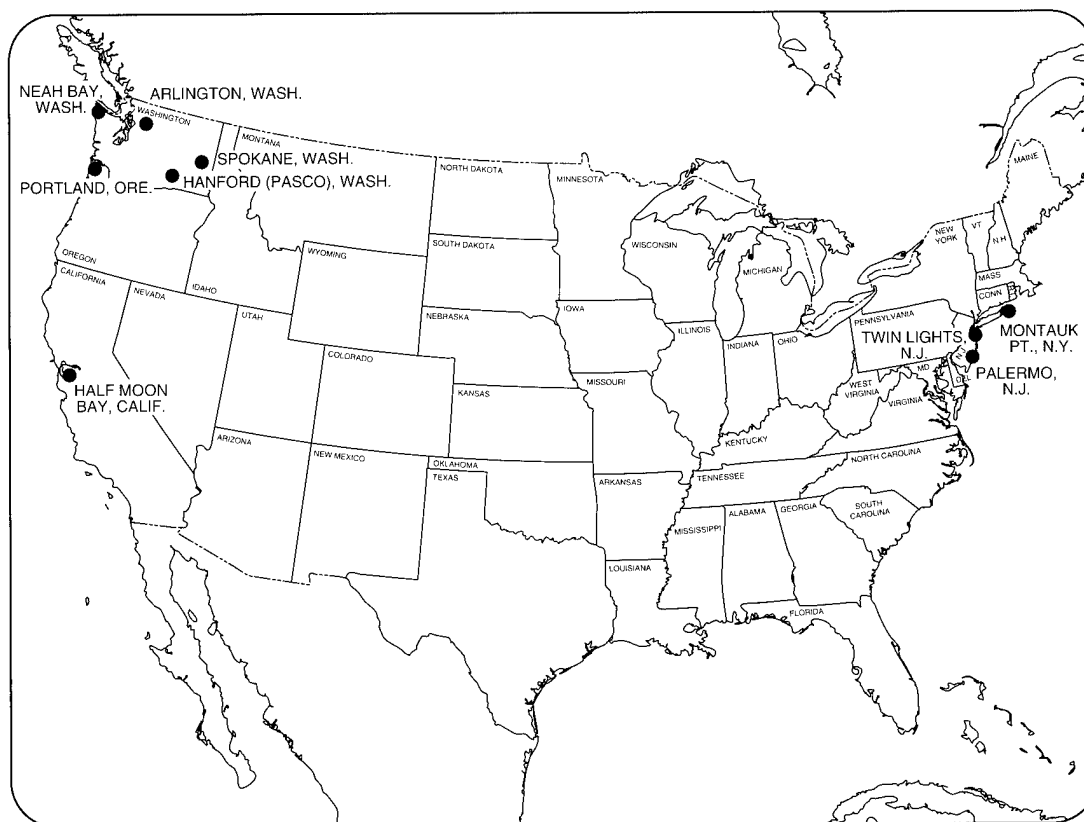 NEAH BAY,
WASH.
ARLINGTON, WASH.
WASHINGTON
SPOKANE, WASH.
HANFORD (PASCO), WASH.
PORTLAND, ORE.
MONTANA
NORTH DAKOTA
MINNESOTA
SOUTH DAKOTA
WISCONSIN
MICHIGAN
NEW
YORK
VT
N H
MAINE
MASS
CONN
OREGON
CALIFORNIA
NEVADA
IDAHO
WYOMING
UTAH
NEBRASKA
IOWA
ILLINOIS
INDIANA
OHIO
PENNSYLVANIA
TWIN LIGHTS,
N.J.
N.J.
MONTAUK
PT., N.Y.
PALERMO,
N.J.
MD
DEL
HALF MOON
BAY, CALIF.
COLORADO
KANSAS
MISSOURI
WEST
VIRGINIA
VIRGINIA
KENTUCKY
ARIZONA
NEW MEXICO
OKLAHOMA
TEXAS
ARKANSAS
TENNESSEE
NORTH CAROLINA
SOUTH
CAROLINA
MISSISSIPPI
ALABAMA
GEORGIA
LOUISIANA
FLORIDA